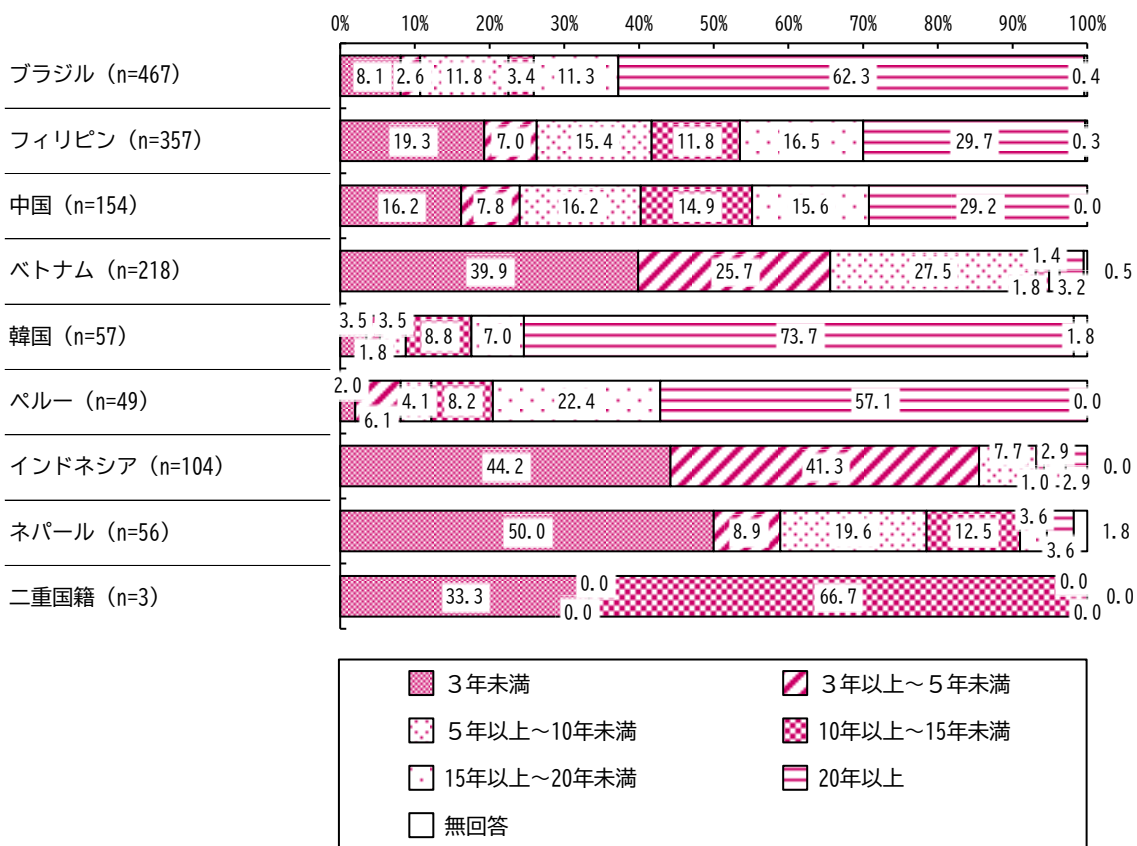 0% 10% 20% 30% 40% 50% 60% 70% 80% 90% 100%
ブラジル (n=467) 8.1 2.6 11.8 3.4 11.3 62.3 0.4
フィリピン (n=357) 19.3 7.0 15.4 11.8 16.5 29.7 0.3
中国 (n=154) 16.2 7.8 16.2 14.9 15.6 29.2 0.0
ベトナム (n=218) 39.9 25.7 27.5 1.8 3.2 1.4 0.5
韓国 (n=57) 3.5 1.8 3.5 8.8 7.0 73.7 1.8
ペルー (n=49) 2.0 6.1 4.1 8.2 22.4 57.1 0.0
インドネシア (n=104) 44.2 41.3 7.7 1.0 2.9 2.9 0.0
ネパール (n=56) 50.0 8.9 19.6 12.5 3.6 3.6 1.8
二重国籍 (n=3) 33.3 0.0 0.0 66.7 0.0 0.0 0.0
３年未満 ３年以上～５年未満
５年以上～10年未満 10年以上～15年未満
15年以上～20年未満 20年以上
無回答